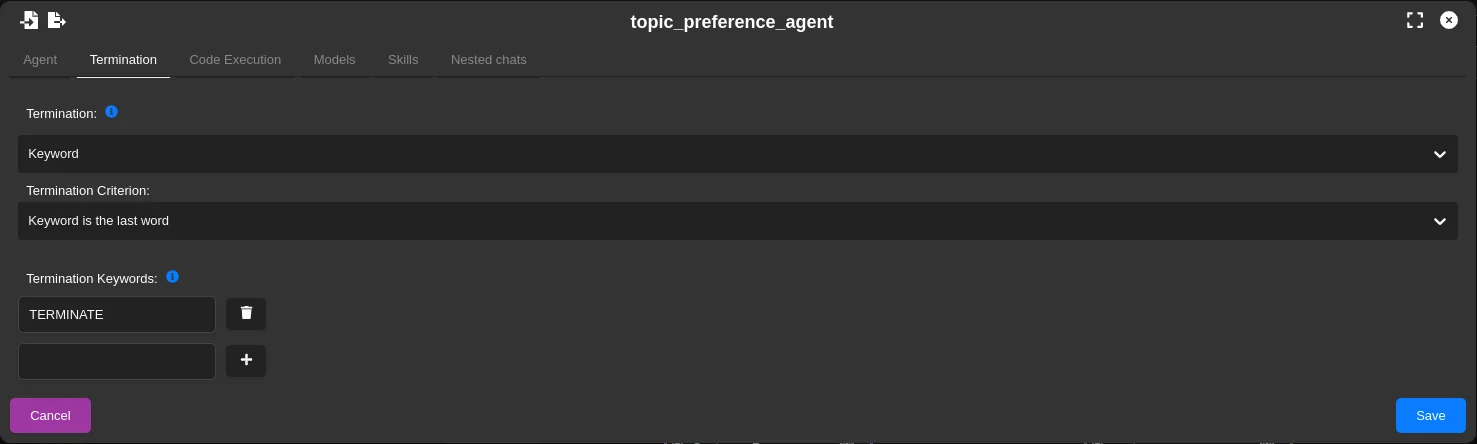 topic_preference_agent
Agent Termination Code Execution Models Skills Nested chats
Termination:
Keyword
Termination Criterion:
Keyword is the last word
Termination Keywords:
TERMINATE
Cancel Save